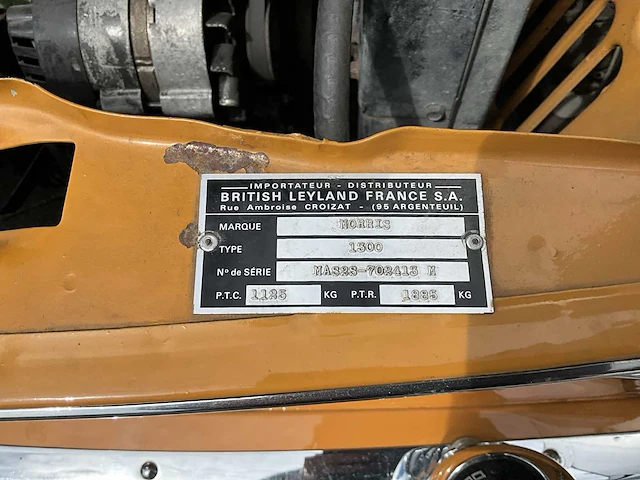 IMPORTATEUR - DISTRIBUTEUR
BRITISH LEYLAND FRANCE S.A.
Rue Ambroise CROIZAT - (95 ARGENTEUIL)
MARQUE MORRIS
TYPE 1300
N° de SÉRIE MAS2S-702413 M
P.T.C. 1125 KG P.T.R. 1885 KG